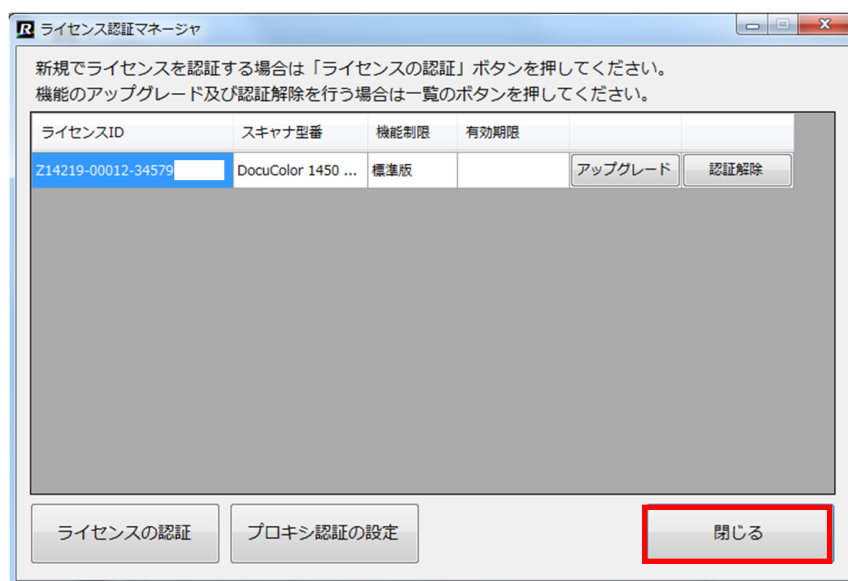 ライセンス認証マネージャ
新規でライセンスを認証する場合は「ライセンスの認証」ボタンを押してください。
機能のアップグレード及び認証解除を行う場合は一覧のボタンを押してください。
ライセンスID スキャナ型番 機能制限 有効期限
Z14219-00012-34579 DocuColor 1450 ... 標準版 アップグレード 認証解除
ライセンスの認証 プロキシ認証の設定 閉じる